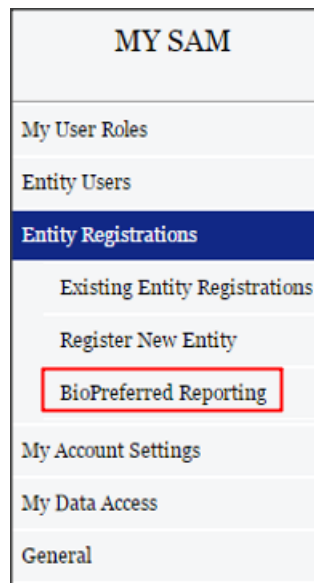 MY SAM
My User Roles
Entity Users
Entity Registrations
Existing Entity Registrations
Register New Entity
BioPreferred Reporting
My Account Settings
My Data Access
General